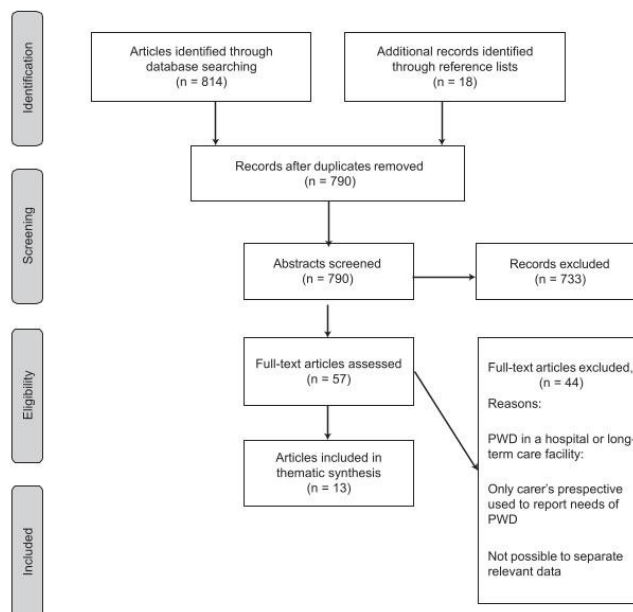 Identification
Articles identified through
database searching
(n = 814)
Additional records identified
through reference lists
(n = 18)
Records after duplicates removed
(n = 790)
Screening
Abstracts screened
(n = 790)
Records excluded
(n = 733)
Eligibility
Full-text articles assessed
(n = 57)
Full-text articles excluded,
(n = 44)
Reasons:
PWD in a hospital or long-
term care facility:
Only carer's prespective
used to report needs of
PWD
Not possible to separate
relevant data
Articles included in
thematic synthesis
(n = 13)
Included